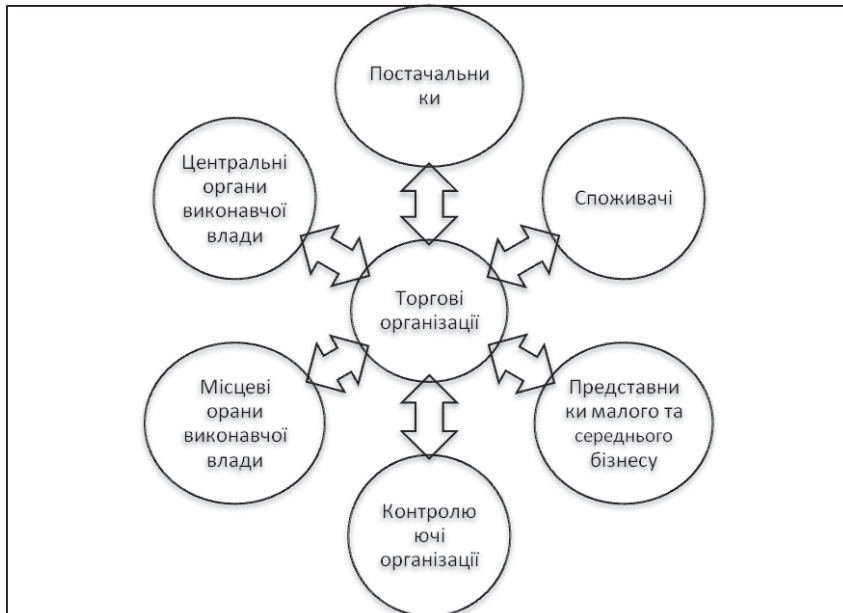 Постачальни
ки
Центральні
органи
виконавчої
влади
Споживачі
Торгові
організації
Місцеві
орани
виконавчої
влади
Представни
ки малого та
середнього
бізнесу
Контролю
ючі
організації